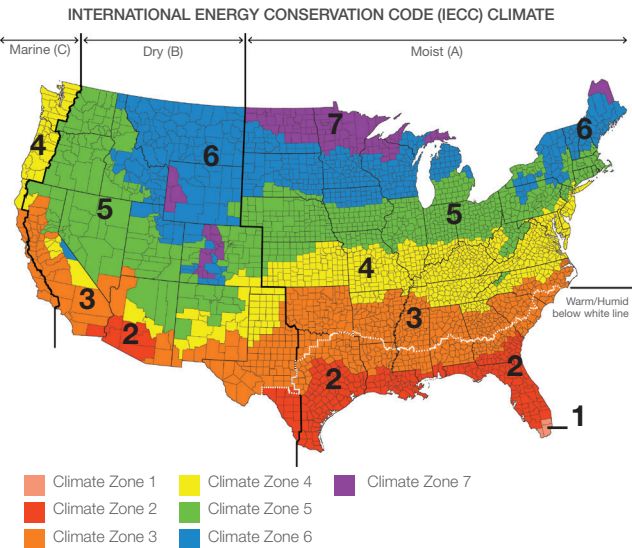 INTERNATIONAL ENERGY CONSERVATION CODE (IECC) CLIMATE
Marine (C) Dry (B) Moist (A)
7
6
6
4
5
5
4
3
3
Warm/Humid
below white line
2
2
2
1
Climate Zone 1 Climate Zone 4 Climate Zone 7
Climate Zone 2 Climate Zone 5
Climate Zone 3 Climate Zone 6